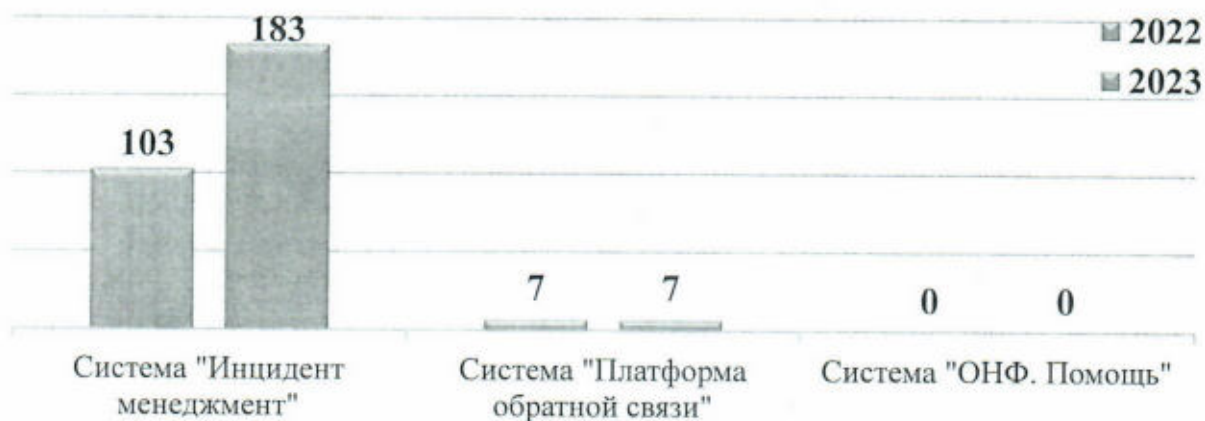 183
2022
2023
103
7 7
0 0
Система "Инцидент
менеджмент"
Система "Платформа
обратной связи"
Система "ОНФ. Помощь"